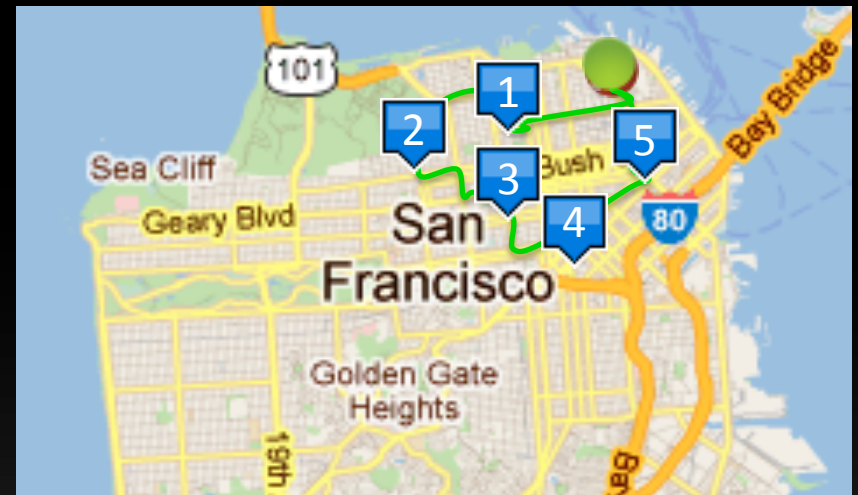 101
1
2
5
Bay Bridge
Sea Cliff
3
Bush
Geary Blvd
San
4
80
Francisco
Golden Gate
Heights
19th
Bay